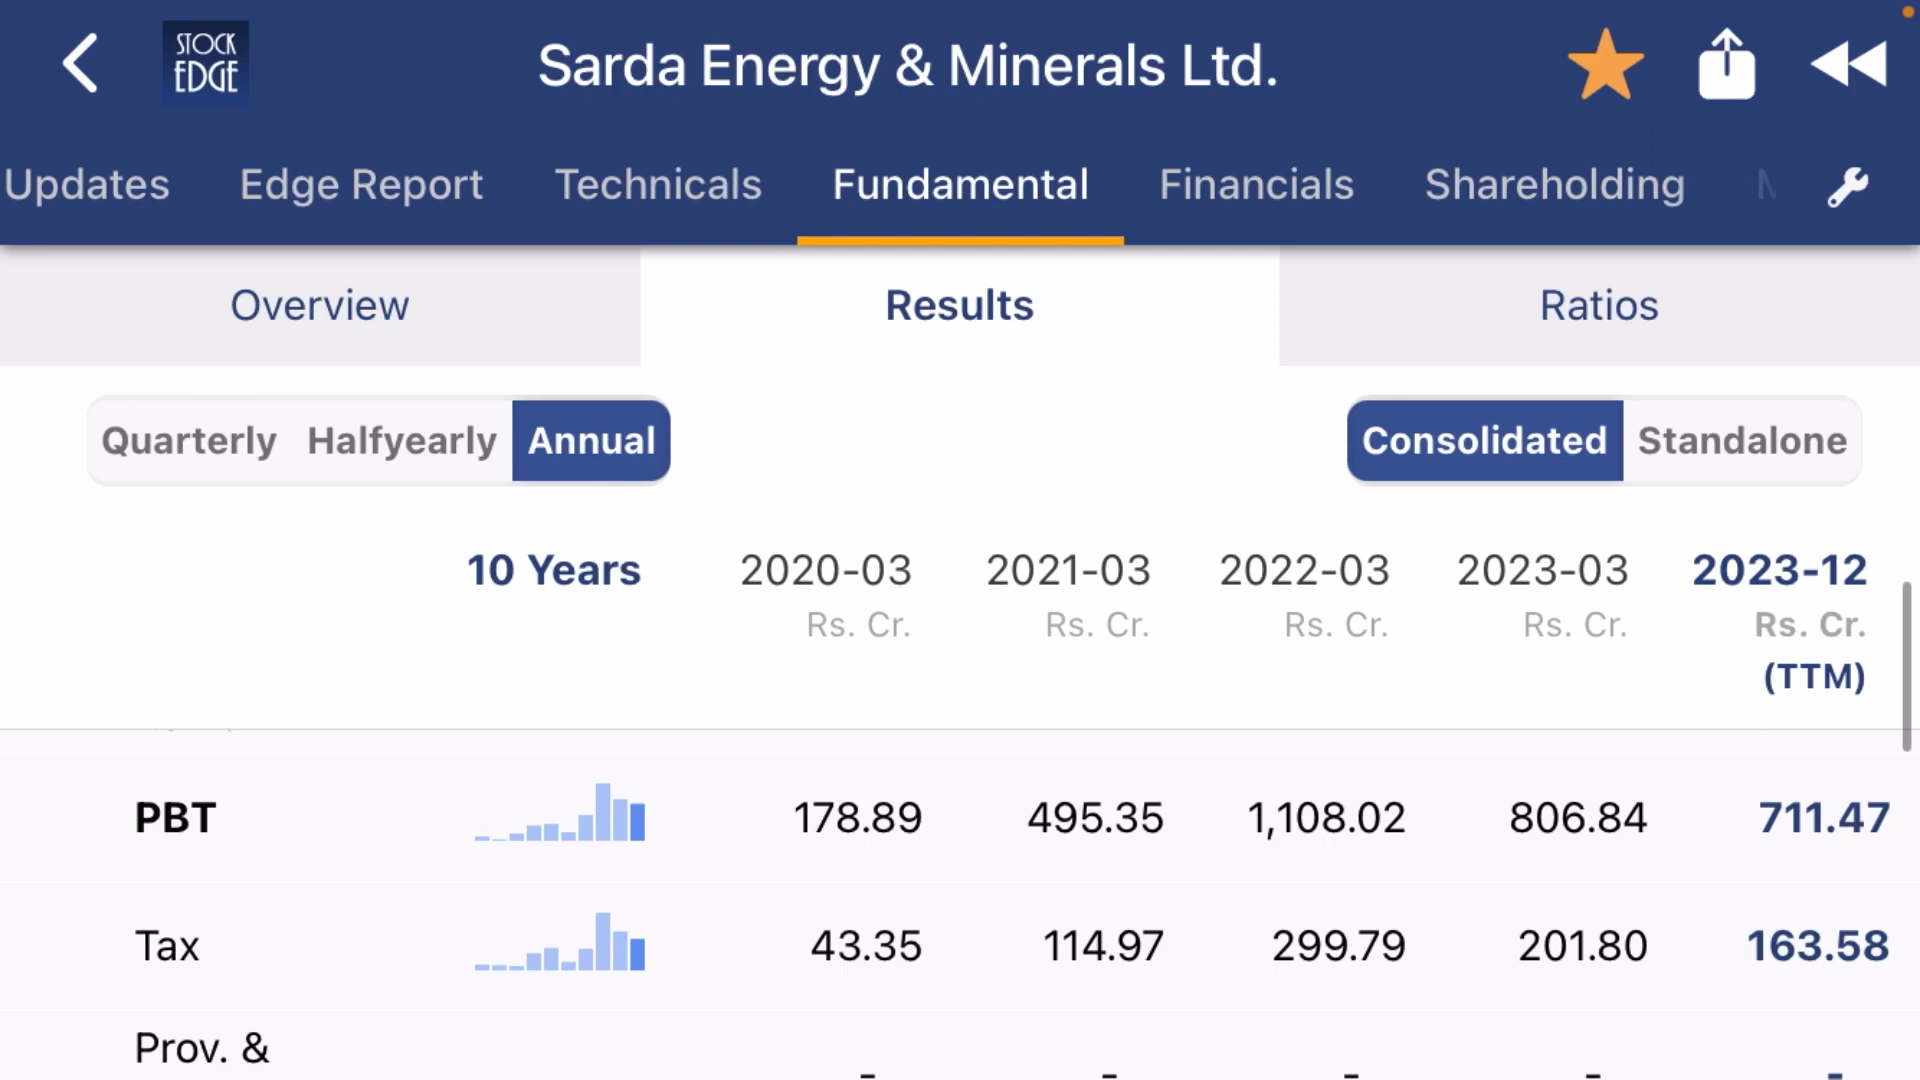 STOCK
EDGE
Sarda Energy & Minerals Ltd.
Updates Edge Report Technicals Fundamental Financials Shareholding M
Overview Results Ratios
Quarterly Halfyearly Annual Consolidated Standalone
10 Years 2020-03 2021-03 2022-03 2023-03 2023-12
Rs. Cr. Rs. Cr. Rs. Cr. Rs. Cr. Rs. Cr.
(TTM)
PBT 178.89 495.35 1,108.02 806.84 711.47
Tax 43.35 114.97 299.79 201.80 163.58
Prov. &
- - - - -